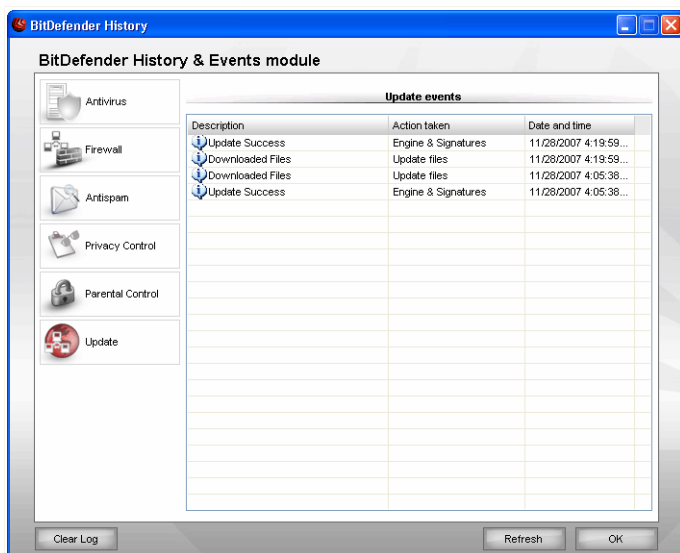 BitDefender History
BitDefender History & Events module
Antivirus
Firewall
Antispam
Privacy Control
Parental Control
Update
Update events
Description Action taken Date and time
Update Success Engine & Signatures 11/28/2007 4:19:59...
Downloaded Files Update files 11/28/2007 4:19:59...
Downloaded Files Update files 11/28/2007 4:05:38...
Update Success Engine & Signatures 11/28/2007 4:05:38...
Clear Log Refresh OK